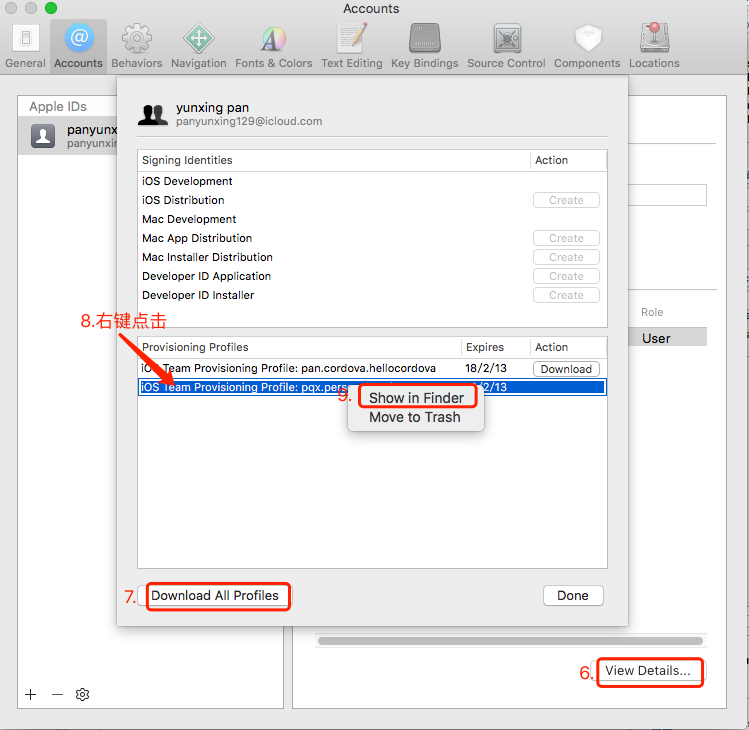 Accounts
General Accounts Behaviors Navigation Fonts & Colors Text Editing Key Bindings Source Control Components Locations
Apple IDs
panyunx
panyunxin
yunxing pan
panyunxing129@icloud.com
Signing Identities Action
iOS Development
iOS Distribution Create
Mac Development
Mac App Distribution Create
Mac Installer Distribution Create
Developer ID Application Create
Developer ID Installer Create
Role
User
8.右键点击
Provisioning Profiles Expires Action
iOS Team Provisioning Profile: pan.cordova.hellocordova 18/2/13 Download
iOS Team Provisioning Profile: pqx.pers /2/13
9. Show in Finder
Move to Trash
7. Download All Profiles
Done
6. View Details...